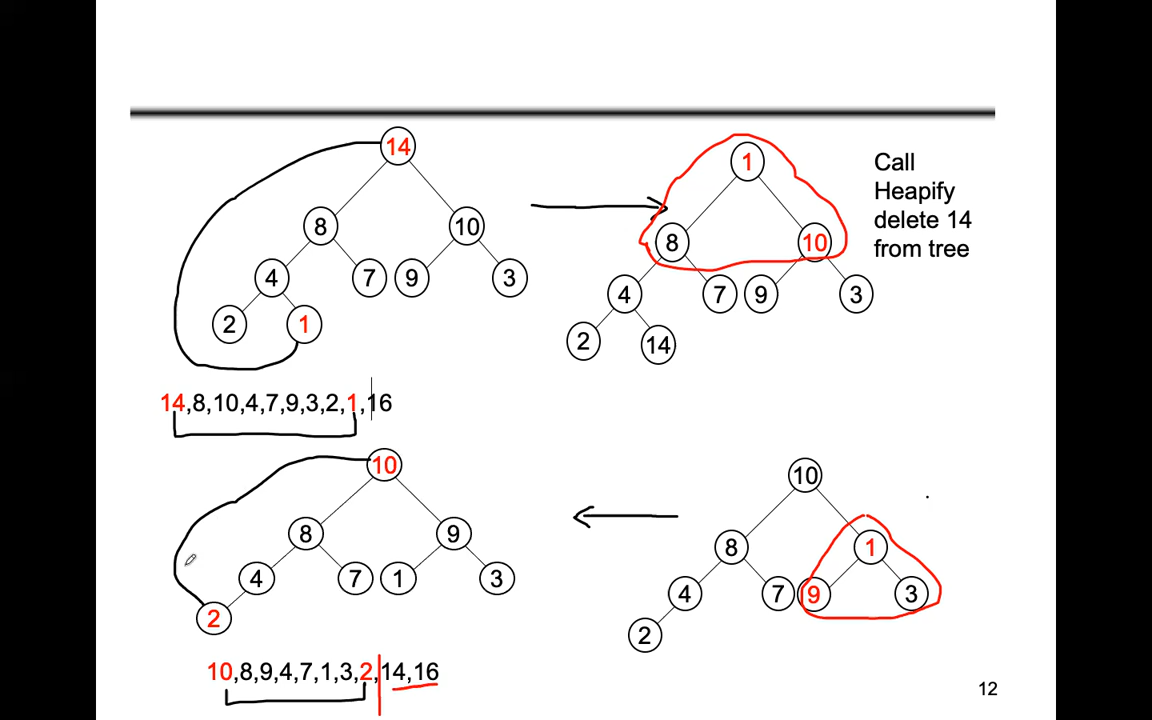 14
8 10
4 7 9 3
2 1
14,8,10,4,7,9,3,2,1,16
1
8 10
4 7 9 3
2 14
Call
Heapify
delete 14
from tree
10
8 9
4 7 1 3
2
10,8,9,4,7,1,3,2,14,16
10
8 1
4 7 9 3
2
12